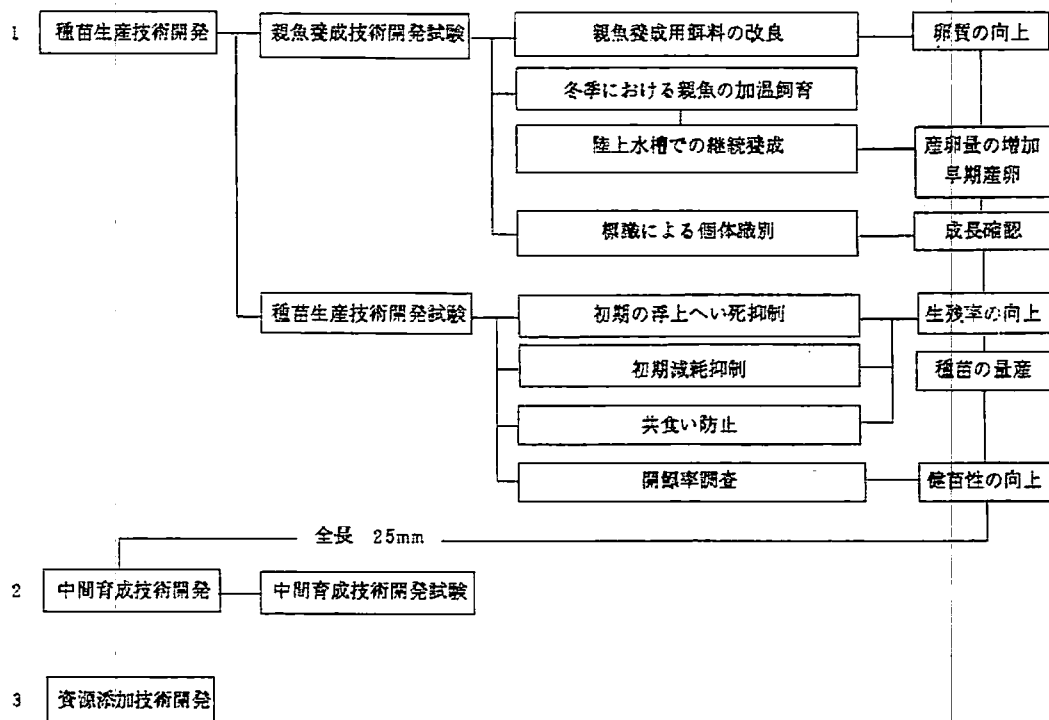 1 種苗生産技術開発 親魚養成技術開発試験 親魚養成用餌料の改良 卵質の向上
冬季における親魚の加温飼育
陸上水槽での継続養成 産卵量の増加
早期産卵
標識による個体識別 成長確認
種苗生産技術開発試験 初期の浮上へい死抑制 生残率の向上
初期減耗抑制 種苗の量産
共食い防止
開鰾率調査 健苗性の向上
全長 25mm
2 中間育成技術開発 中間育成技術開発試験
3 資源添加技術開発